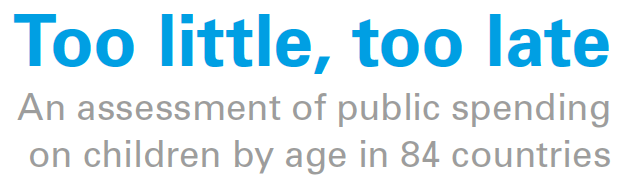 Too little, too late
An assessment of public spending
on children by age in 84 countries